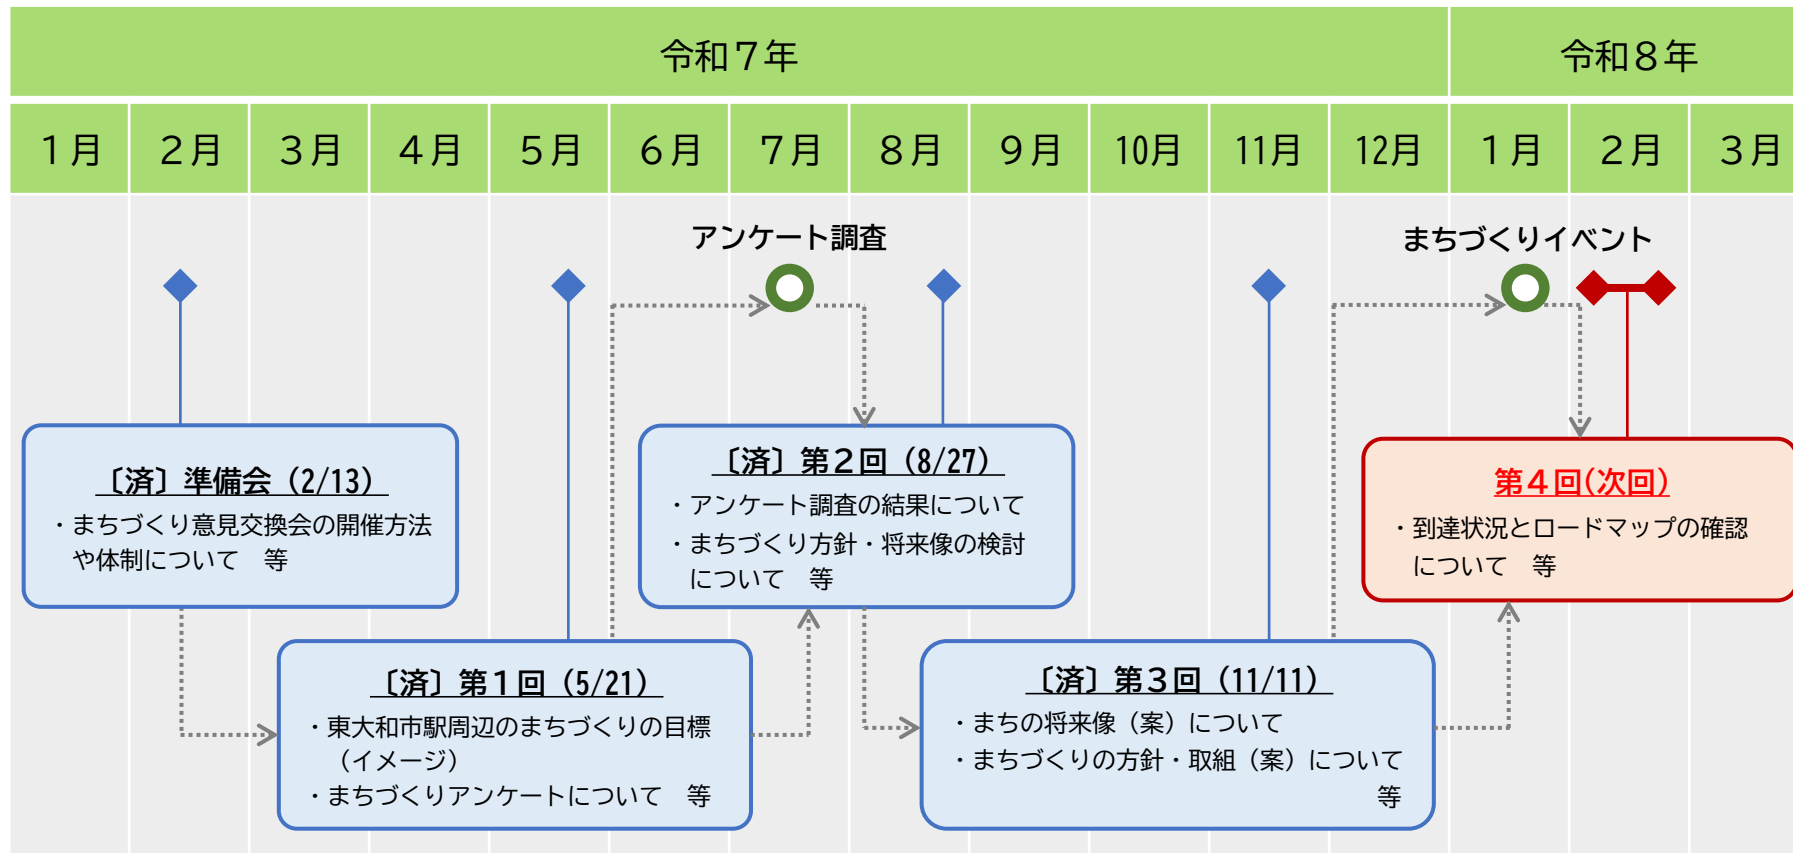 令和７年
令和８年
１月 ２月 ３月 ４月 ５月 ６月 ７月 ８月 ９月 10月 11月 12月 １月 ２月 ３月
アンケート調査
まちづくりイベント
〔済〕準備会（2/13）
・まちづくり意見交換会の開催方法
や体制について　等
〔済〕第１回（5/21）
・東大和市駅周辺のまちづくりの目標
（イメージ）
・まちづくりアンケートについて　等
〔済〕第２回（8/27）
・アンケート調査の結果について
・まちづくり方針・将来像の検討
について　等
〔済〕第３回（11/11）
・まちの将来像（案）について
・まちづくりの方針・取組（案）について
等
第４回(次回)
・到達状況とロードマップの確認
について　等